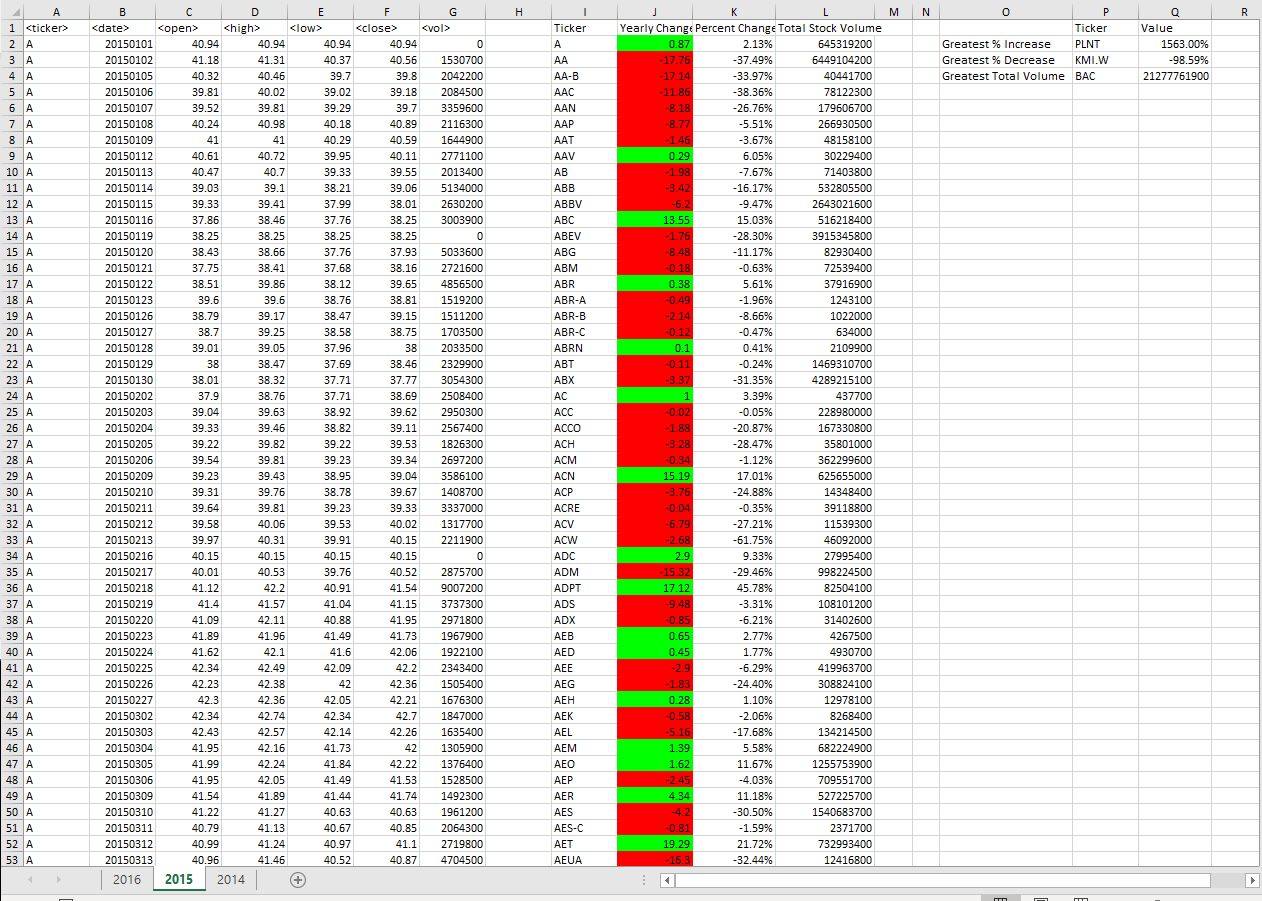 A B C D E F G H I J K L M N O P Q R
1 <ticker> <date> <open> <high> <low> <close> <vol> Ticker Yearly Change Percent Change Total Stock Volume Ticker Value
2 A 20150101 40.94 40.94 40.94 40.94 0 A 0.87 2.13% 645319200 Greatest % Increase PLNT 1563.00%
3 A 20150102 41.18 41.31 40.37 40.56 1530700 AA -17.76 -37.49% 6449104200 Greatest % Decrease KMI.W -98.59%
4 A 20150105 40.32 40.46 39.7 39.8 2042200 AA-B -17.14 -33.97% 40441700 Greatest Total Volume BAC 21277761900
5 A 20150106 39.81 40.02 39.02 39.18 2084500 AAC -11.86 -38.36% 78122300
6 A 20150107 39.52 39.81 39.29 39.7 3359600 AAN -8.18 -26.76% 179606700
7 A 20150108 40.24 40.98 40.18 40.89 2116300 AAP -8.77 -5.51% 266930500
8 A 20150109 41 41 40.29 40.59 1644900 AAT -1.46 -3.67% 48158100
9 A 20150112 40.61 40.72 39.95 40.11 2771100 AAV 0.29 6.05% 30229400
10 A 20150113 40.47 40.7 39.33 39.55 2013400 AB -1.98 -7.67% 71403800
11 A 20150114 39.03 39.1 38.21 39.06 5134000 ABB -3.42 -16.17% 532805500
12 A 20150115 39.33 39.41 37.99 38.01 2630200 ABBV -6.2 -9.47% 2643021600
13 A 20150116 37.86 38.46 37.76 38.25 3003900 ABC 13.55 15.03% 516218400
14 A 20150119 38.25 38.25 38.25 38.25 0 ABEV -1.76 -28.30% 3915345800
15 A 20150120 38.43 38.66 37.76 37.93 5033600 ABG -8.48 -11.17% 82930400
16 A 20150121 37.75 38.41 37.68 38.16 2721600 ABM -0.18 -0.63% 72539400
17 A 20150122 38.51 39.86 38.12 39.65 4856500 ABR 0.38 5.61% 37916900
18 A 20150123 39.6 39.6 38.76 38.81 1519200 ABR-A -0.49 -1.96% 1243100
19 A 20150126 38.79 39.17 38.47 39.15 1511200 ABR-B -2.14 -8.66% 1022000
20 A 20150127 38.7 39.25 38.58 38.75 1703500 ABR-C -0.12 -0.47% 634000
21 A 20150128 39.01 39.05 37.96 38 2033500 ABRN 0.1 0.41% 2109900
22 A 20150129 38 38.47 37.69 38.46 2329900 ABT -0.11 -0.24% 1469310700
23 A 20150130 38.01 38.32 37.71 37.77 3054300 ABX -3.37 -31.35% 4289215100
24 A 20150202 37.9 38.76 37.71 38.69 2508400 AC 1 3.39% 437700
25 A 20150203 39.04 39.63 38.92 39.62 2950300 ACC -0.02 -0.05% 228980000
26 A 20150204 39.33 39.46 38.82 39.11 2567400 ACCO -1.88 -20.87% 167330800
27 A 20150205 39.22 39.82 39.22 39.53 1826300 ACH -3.28 -28.47% 35801000
28 A 20150206 39.54 39.81 39.23 39.34 2697200 ACM -0.34 -1.12% 362299600
29 A 20150209 39.23 39.43 38.95 39.04 3586100 ACN 15.19 17.01% 625655000
30 A 20150210 39.31 39.76 38.78 39.67 1408700 ACP -3.76 -24.88% 14348400
31 A 20150211 39.64 39.81 39.23 39.33 3337000 ACRE -0.04 -0.35% 39118800
32 A 20150212 39.58 40.06 39.53 40.02 1317700 ACV -6.79 -27.21% 11539300
33 A 20150213 39.97 40.31 39.91 40.15 2211900 ACW -2.68 -61.75% 46092000
34 A 20150216 40.15 40.15 40.15 40.15 0 ADC 2.9 9.33% 27995400
35 A 20150217 40.01 40.53 39.76 40.52 2875700 ADM -15.32 -29.46% 998224500
36 A 20150218 41.12 42.2 40.91 41.54 9007200 ADPT 17.12 45.78% 82504100
37 A 20150219 41.4 41.57 41.04 41.15 3737300 ADS -9.48 -3.31% 108101200
38 A 20150220 41.09 42.11 40.88 41.95 2971800 ADX -0.85 -6.21% 31402600
39 A 20150223 41.89 41.96 41.49 41.73 1967900 AEB 0.65 2.77% 4267500
40 A 20150224 41.62 42.1 41.6 42.06 1922100 AED 0.45 1.77% 4930700
41 A 20150225 42.34 42.49 42.09 42.2 2343400 AEE -2.9 -6.29% 419963700
42 A 20150226 42.23 42.38 42 42.36 1505400 AEG -1.83 -24.40% 308824100
43 A 20150227 42.3 42.36 42.05 42.21 1676300 AEH 0.28 1.10% 12978100
44 A 20150302 42.34 42.74 42.34 42.7 1847000 AEK -0.58 -2.06% 8268400
45 A 20150303 42.43 42.57 42.14 42.26 1635400 AEL -5.16 -17.68% 134214500
46 A 20150304 41.95 42.16 41.73 42 1305900 AEM 1.39 5.58% 682224900
47 A 20150305 41.99 42.24 41.84 42.22 1376400 AEO 1.62 11.67% 1255753900
48 A 20150306 41.95 42.05 41.49 41.53 1528500 AEP -2.45 -4.03% 709551700
49 A 20150309 41.54 41.89 41.44 41.74 1492300 AER 4.34 11.18% 527225700
50 A 20150310 41.22 41.27 40.63 40.63 1961200 AES -4.2 -30.50% 1540683700
51 A 20150311 40.79 41.13 40.67 40.85 2064300 AES-C -0.81 -1.59% 2371700
52 A 20150312 40.99 41.24 40.97 41.1 2719800 AET 19.29 21.72% 732993400
53 A 20150313 40.96 41.46 40.52 40.87 4704500 AEUA -16.3 -32.44% 12416800
2016 2015 2014